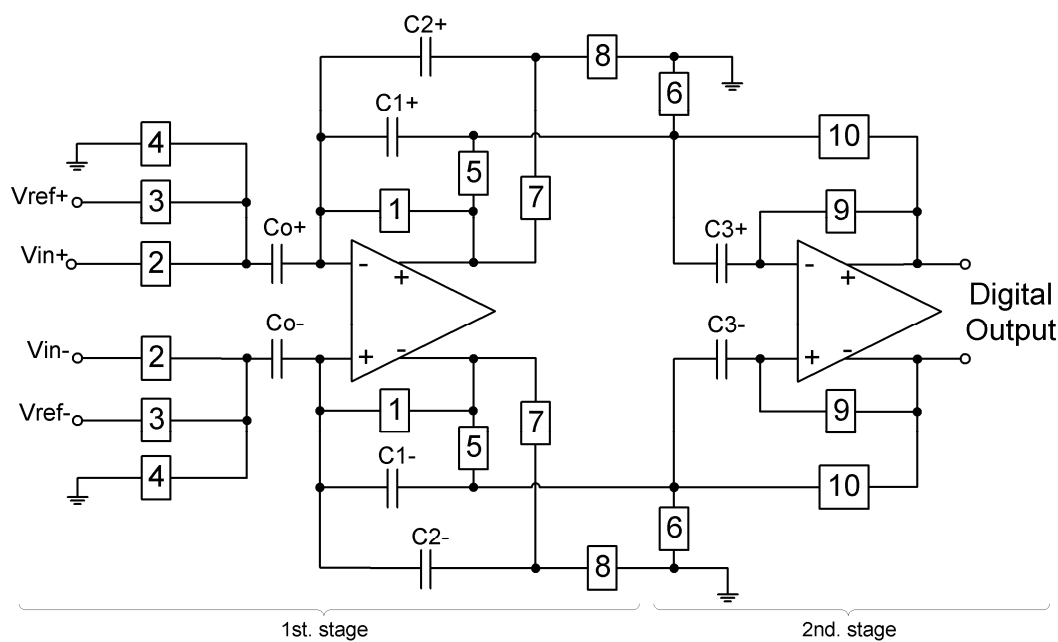 C2+
8
6
C1+
10
4
5
Vref+
3
7
1
9
Vin+
2
Co+
C3+
-
+
-
+
Digital
Output
Co-
C3-
+
-
+
-
Vin-
2
1
9
Vref-
3
7
5
C1-
4
10
6
C2-
8
1st. stage
2nd. stage